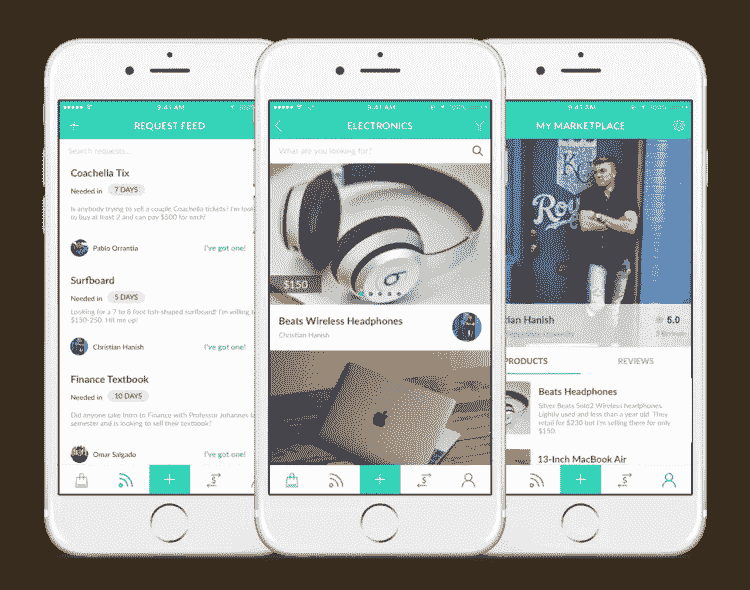 9:41 AM
100%
REQUEST FEED
Search requests...
Coachella Tix
Needed in 7 DAYS
Is anybody trying to sell a couple Coachella tickets? I'm look
to buy at least 2 and can pay $500 for each!
Pablo Orrantia
I've got one!
Surfboard
Needed in 5 DAYS
Looking for a 7 to 8 foot fish-shaped surfboard! I'm willing t
$150-250. Hit me up!
Christian Hanish
I've got one!
Finance Textbook
Needed in 10 DAYS
Did anyone take Intro to Finance with Professor Johannes la
semester and is looking to sell their textbook?
Omar Salgado
I've got one!
9:41 AM
100%
ELECTRONICS
What are you looking for?
$150
Beats Wireless Headphones
Christian Hanish
9:41 AM
100%
MY MARKETPLACE
KC
Royals
tian Hanish
5.0
PRODUCTS
REVIEWS
Beats Headphones
Silver Beats Solo2 Wireless headphones.
Lightly used and less than a year old. They
retail for $230 but I'm selling them for only
$150.
13-Inch MacBook Air